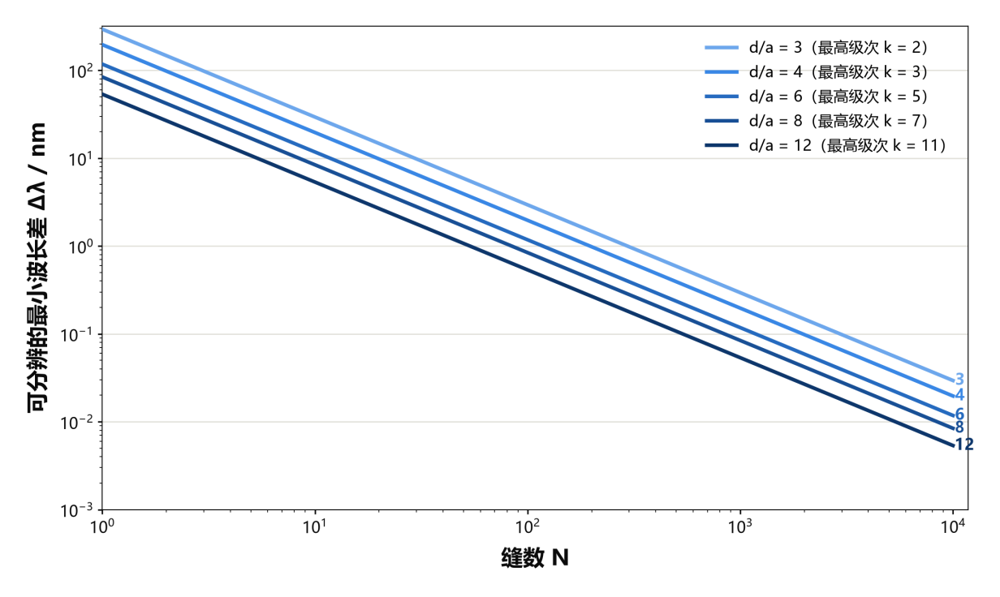 d/a = 3（最高级次 k = 2）
d/a = 4（最高级次 k = 3）
d/a = 6（最高级次 k = 5）
d/a = 8（最高级次 k = 7）
d/a = 12（最高级次 k = 11）
可分辨的最小波长差 Δλ / nm
10²
10¹
10⁰
10⁻¹
10⁻²
10⁻³
3
4
6
8
12
10⁰ 10¹ 10² 10³ 10⁴
缝数 N